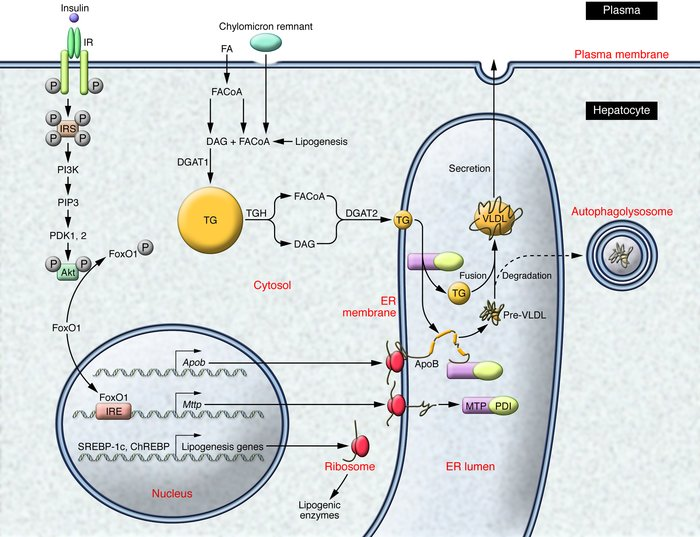 Insulin
IR
P
P
P
IRS
P
P
P
PI3K
PIP3
PDK1, 2
P
Akt
P
FoxO1
P
FoxO1
FA
Chylomicron remnant
FACoA
DAG + FACoA
Lipogenesis
DGAT1
TG
TGH
FACoA
DAG
DGAT2
TG
Cytosol
Plasma
Plasma membrane
Hepatocyte
Secretion
VLDL
Autophagolysosome
Fusion
Degradation
TG
Pre-VLDL
ER
membrane
ApoB
Apob
FoxO1
IRE
Mttp
MTP
PDI
SREBP-1c, ChREBP
Lipogenesis genes
Ribosome
ER lumen
Nucleus
Lipogenic
enzymes